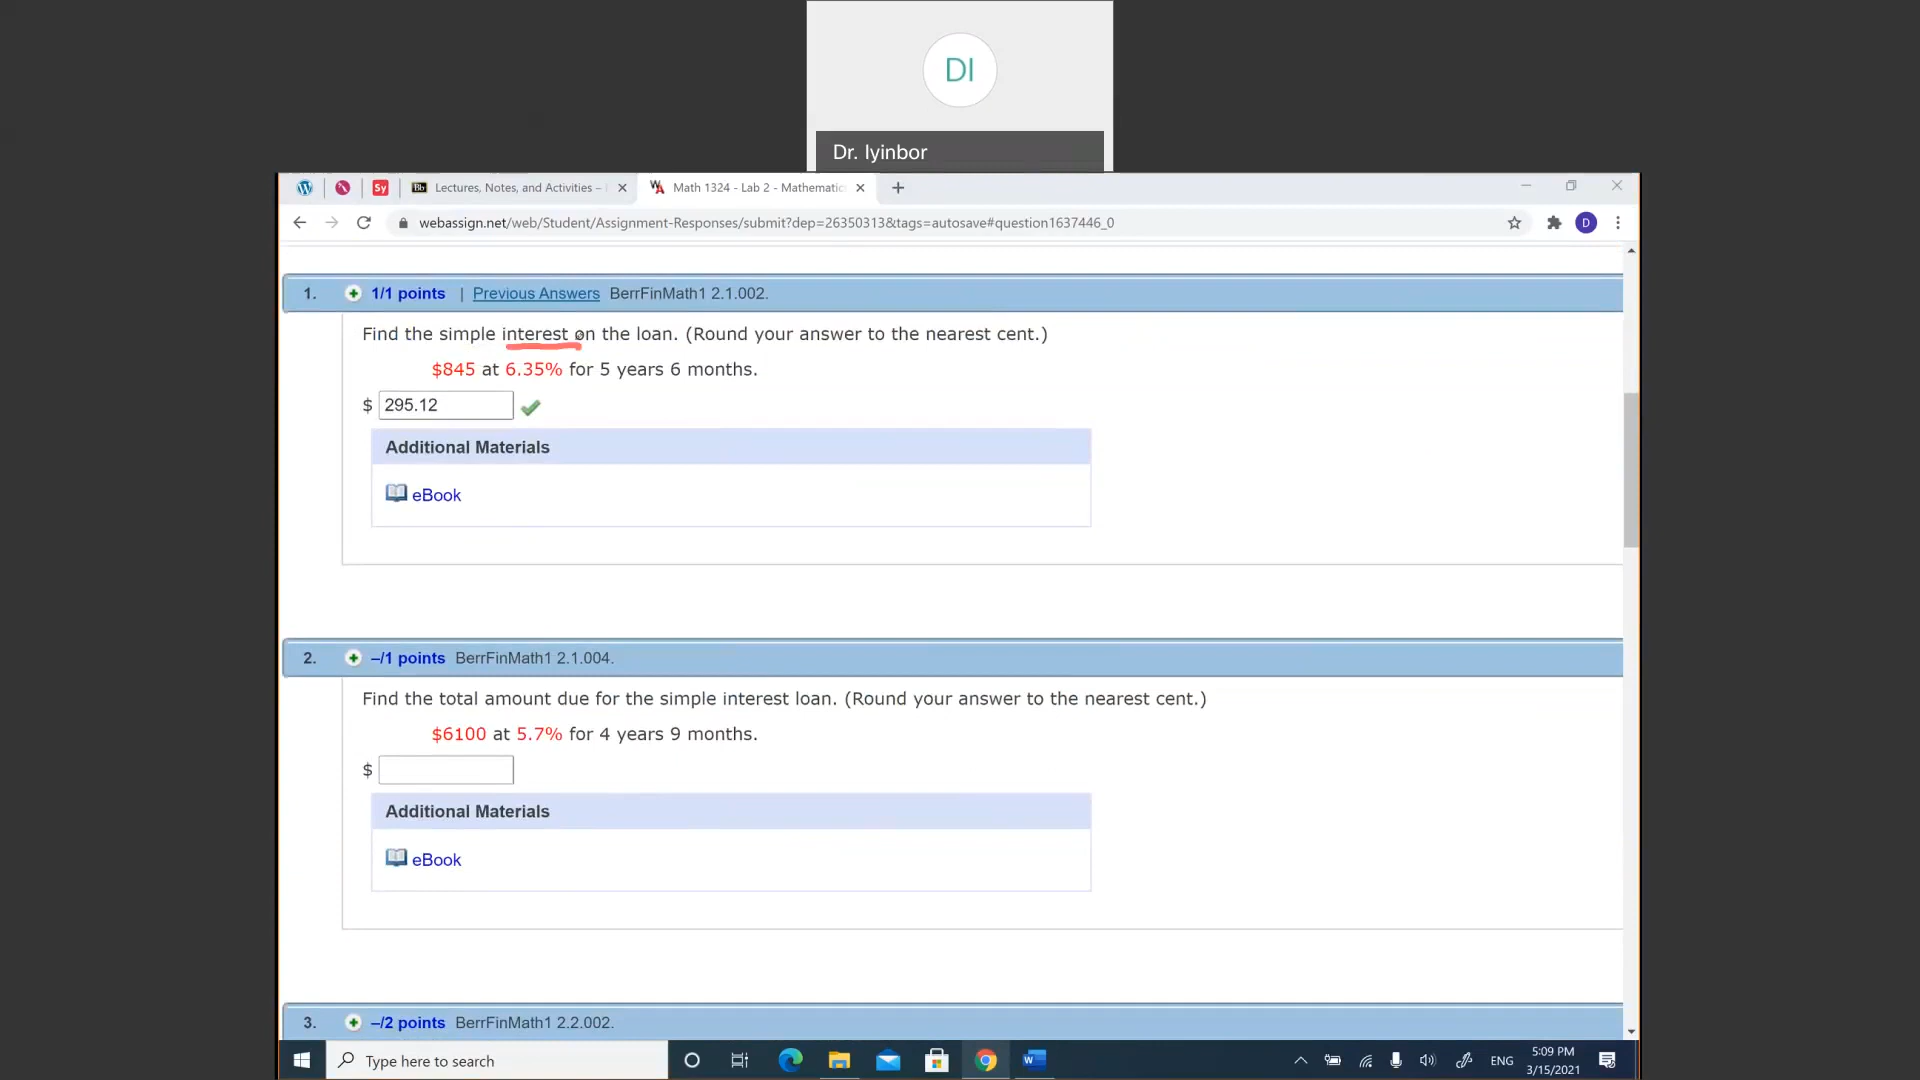 DI
Dr. Iyinbor
Sy
Bb Lectures, Notes, and Activities –
Math 1324 - Lab 2 - Mathematic
webassign.net/web/Student/Assignment-Responses/submit?dep=26350313&tags=autosave#question1637446_0
D
1. 1/1 points | Previous Answers BerrFinMath1 2.1.002.
Find the simple interest on the loan. (Round your answer to the nearest cent.)
$845 at 6.35% for 5 years 6 months.
$ 295.12
Additional Materials
eBook
2. –/1 points BerrFinMath1 2.1.004.
Find the total amount due for the simple interest loan. (Round your answer to the nearest cent.)
$6100 at 5.7% for 4 years 9 months.
$
Additional Materials
eBook
3. –/2 points BerrFinMath1 2.2.002.
Type here to search
ENG
5:09 PM
3/15/2021